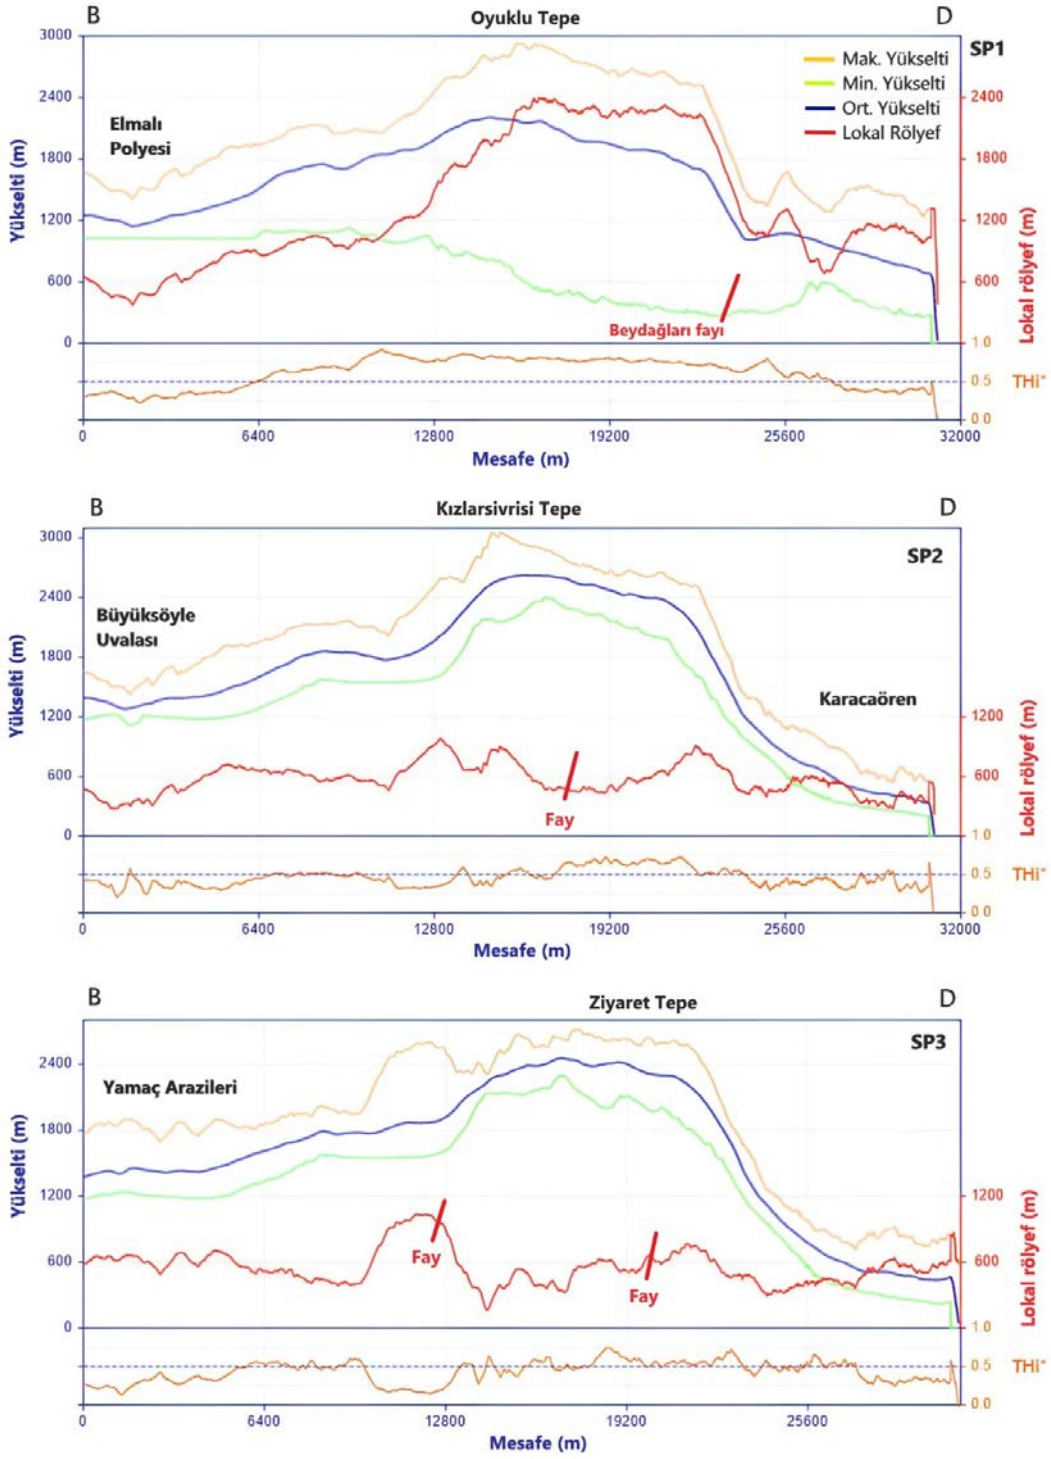 B
Oyuklu Tepe
D
SP1
3000
2400
1800
1200
600
0
Yükselti (m)
Elmalı
Polyesi
Mak. Yükselti
Min. Yükselti
Ort. Yükselti
Lokal Rölyef
2400
1800
1200
600
1.0
0.5
0.0
Lokal rölyef (m)
THi*
Beydağları fayı
0
6400
12800
19200
25600
32000
Mesafe (m)
B
Kızlarsivrisi Tepe
D
SP2
3000
2400
1800
1200
600
0
Yükselti (m)
Büyüksöyle
Uvalası
Karacaören
1200
600
1.0
0.5
0.0
Lokal rölyef (m)
THi*
Fay
0
6400
12800
19200
25600
32000
Mesafe (m)
B
Ziyaret Tepe
D
SP3
2400
1800
1200
600
0
Yükselti (m)
Yamaç Arazileri
1200
600
1.0
0.5
0.0
Lokal rölyef (m)
THi*
Fay
Fay
0
6400
12800
19200
25600
Mesafe (m)